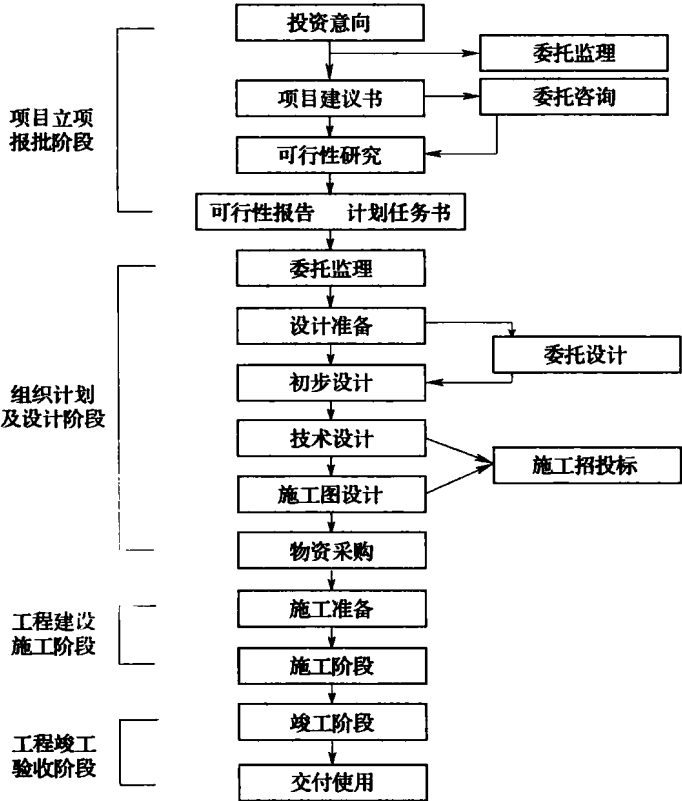 投资意向
委托监理
项目建议书
委托咨询
项目立项
报批阶段
可行性研究
可行性报告 计划任务书
委托监理
设计准备
委托设计
初步设计
组织计划
及设计阶段
技术设计
施工招投标
施工图设计
物资采购
施工准备
工程建设
施工阶段
施工阶段
竣工阶段
工程竣工
验收阶段
交付使用